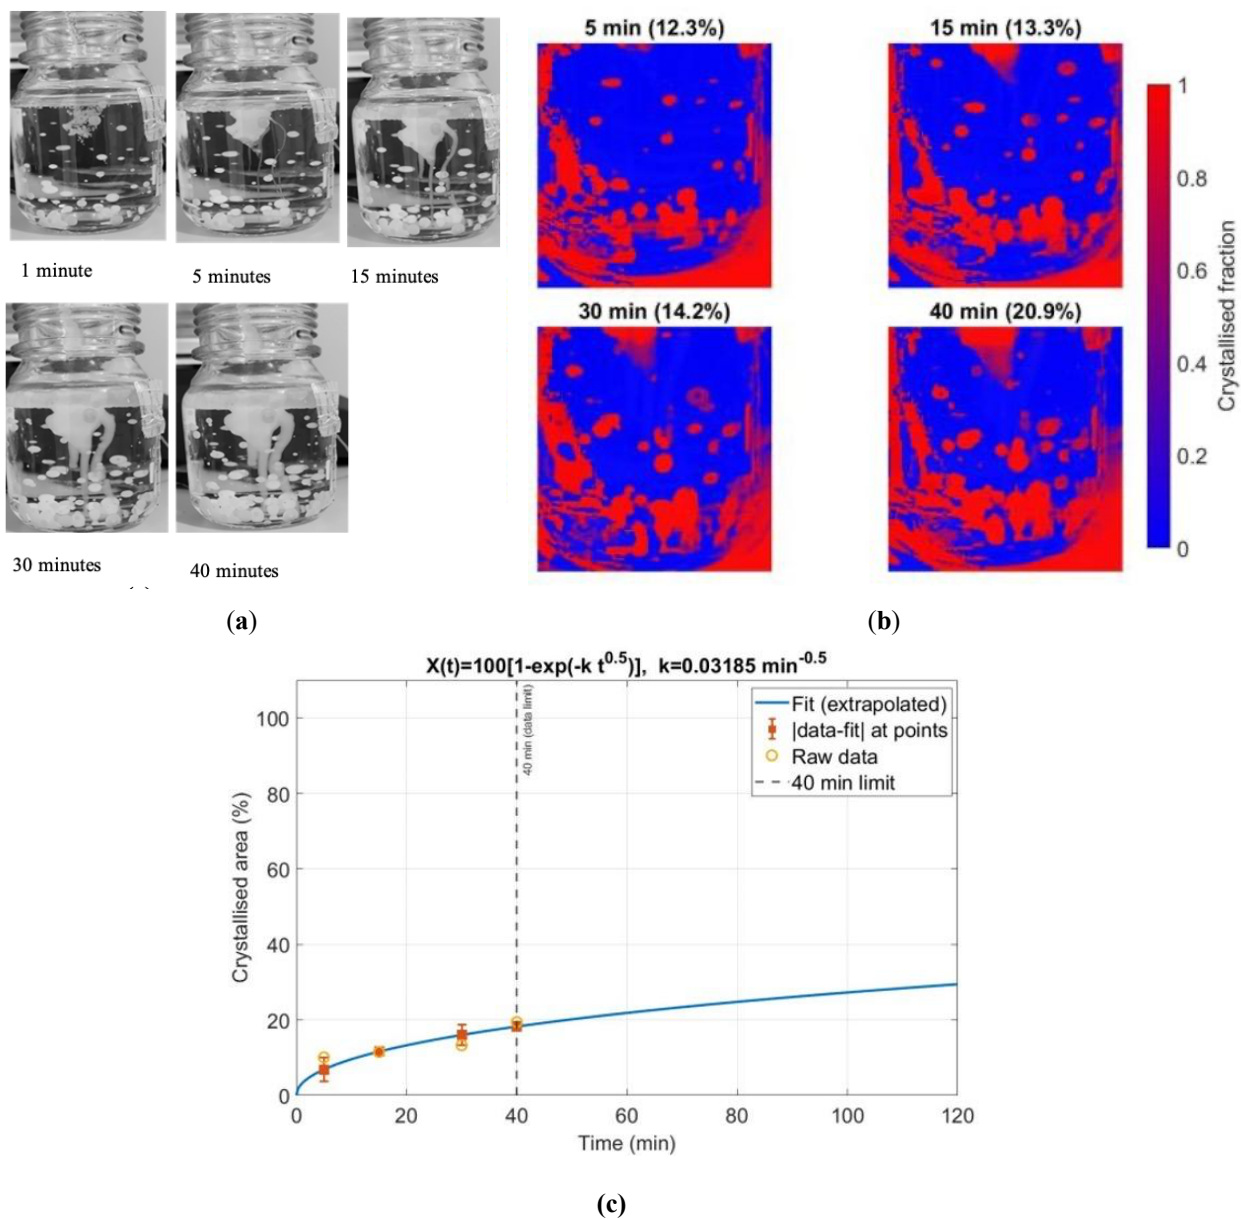 1 minute
5 minutes
15 minutes
30 minutes
40 minutes
(a)
5 min (12.3%)
15 min (13.3%)
30 min (14.2%)
40 min (20.9%)
1
0.8
0.6
0.4
0.2
0
Crystallised fraction
(b)
X(t)=100[1-exp(-k t^0.5)], k=0.03185 min^-0.5
40 min (data limit)
Fit (extrapolated)
|data-fit| at points
Raw data
40 min limit
100
80
60
40
20
0
Crystallised area (%)
0 20 40 60 80 100 120
Time (min)
(c)